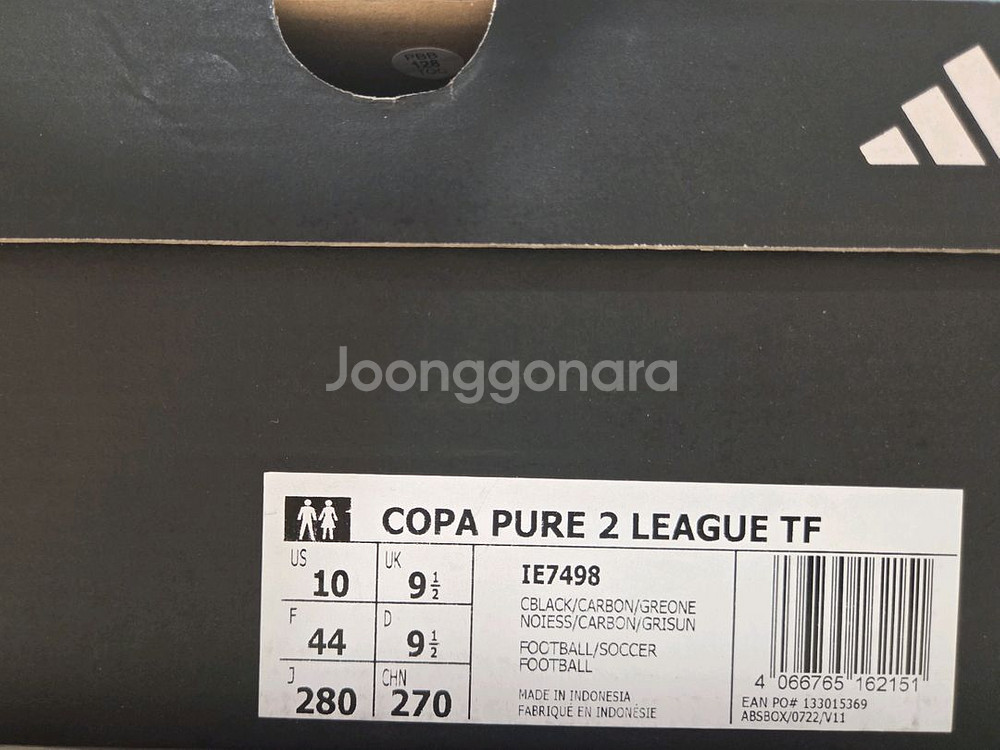 128
Joonggonara
COPA PURE 2 LEAGUE TF
US 10 UK 9 1/2
F 44 D 9 1/2
J 280 CHN 270
IE7498
CBLACK/CARBON/GREONE
NOIESS/CARBON/GRISUN
FOOTBALL/SOCCER
FOOTBALL
MADE IN INDONESIA
FABRIQUÉ EN INDONÉSIE
4 066765 162151
EAN PO# 133015369
ABSBOX/0722/V11